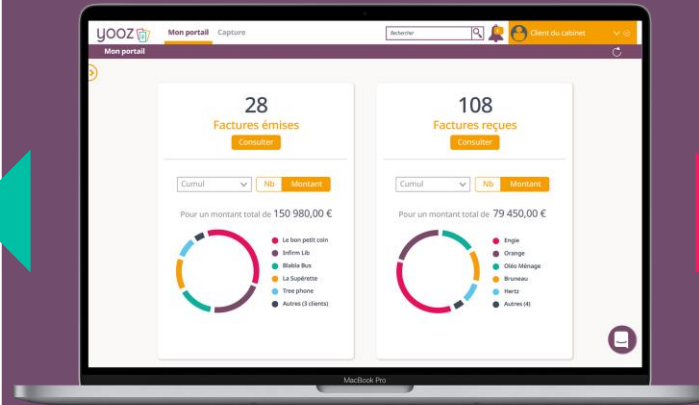 yooz
Mon portail Capture
Rechercher
Client du cabinet
Mon portail
28
Factures émises
Consulter
Cumul
Nb Montant
Pour un montant total de 150 980,00 €
Le bon petit coin
Infirm Lib
Blabla Bus
La Supérette
Tree phone
Autres (3 clients)
108
Factures reçues
Consulter
Cumul
Nb Montant
Pour un montant total de 79 450,00 €
Engie
Orange
Olés Ménage
Bruneau
Hertz
Autres (4)
MacBook Pro